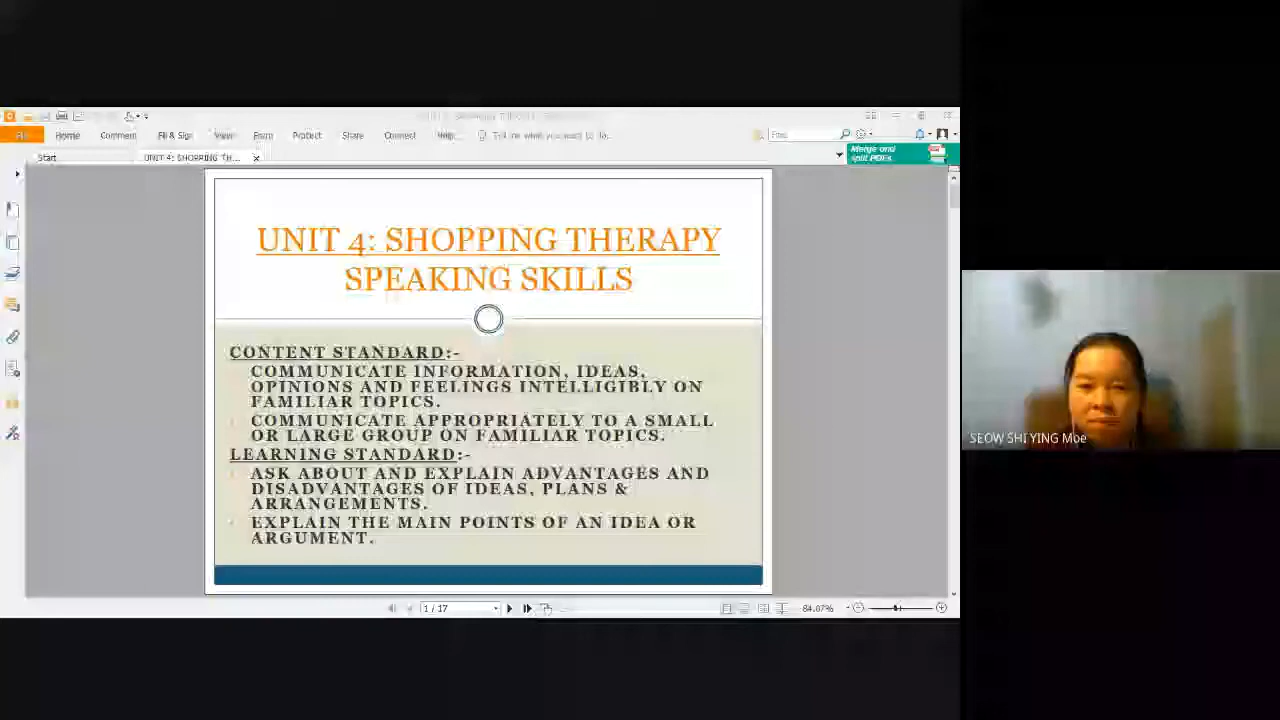 File Home Comment Fill & Sign View Form Protect Share Connect Help Tell me what you want to do.. Find
Start UNIT 4: SHOPPING TH... Merge and
split PDFs
UNIT 4: SHOPPING THERAPY
SPEAKING SKILLS
CONTENT STANDARD:-
COMMUNICATE INFORMATION, IDEAS,
OPINIONS AND FEELINGS INTELLIGIBLY ON
FAMILIAR TOPICS.
COMMUNICATE APPROPRIATELY TO A SMALL
OR LARGE GROUP ON FAMILIAR TOPICS.
LEARNING STANDARD:-
ASK ABOUT AND EXPLAIN ADVANTAGES AND
DISADVANTAGES OF IDEAS, PLANS &
ARRANGEMENTS.
EXPLAIN THE MAIN POINTS OF AN IDEA OR
ARGUMENT.
SEOW SHI YING Moe
1 / 17
84.07%